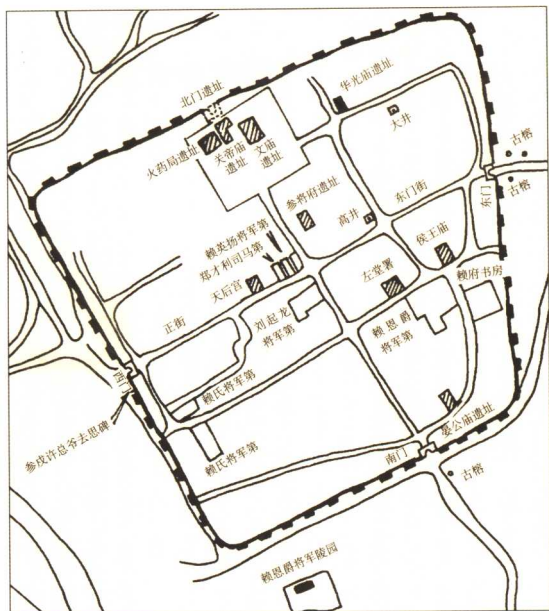 北门遗址
华光庙遗址
火药局遗址
关帝庙
遗址
文庙
遗址
大井
古榕
东门
古榕
参将府遗址
高井
东门街
侯王庙
赖英扬将军第
郑才利司马第
天后宫
左堂署
赖府书房
正街
刘起龙
将军第
赖恩爵
将军第
西门
赖氏将军第
参戎许总爷去思碑
赖氏将军第
南门
晏公庙遗址
古榕
赖恩爵将军陵园